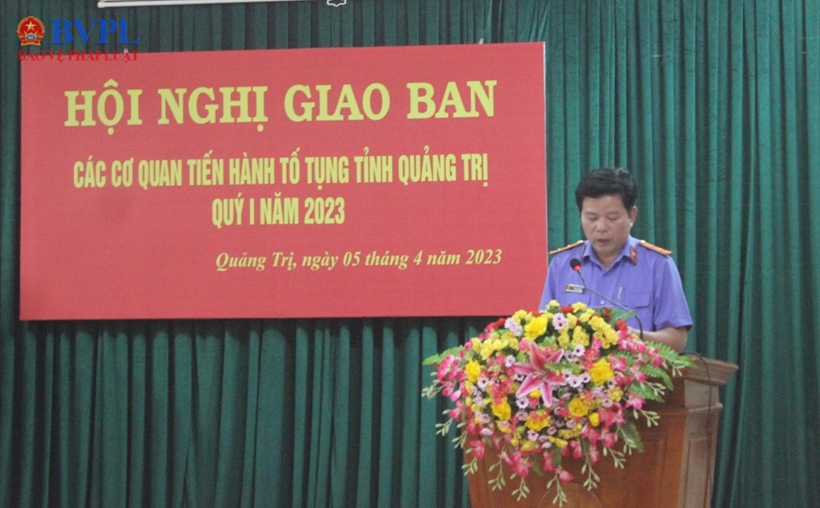 BVPL
BẢO VỆ PHÁP LUẬT
HỘI NGHỊ GIAO BAN
CÁC CƠ QUAN TIẾN HÀNH TỐ TỤNG TỈNH QUẢNG TRỊ
QUÝ I NĂM 2023
Quảng Trị, ngày 05 tháng 4 năm 2023